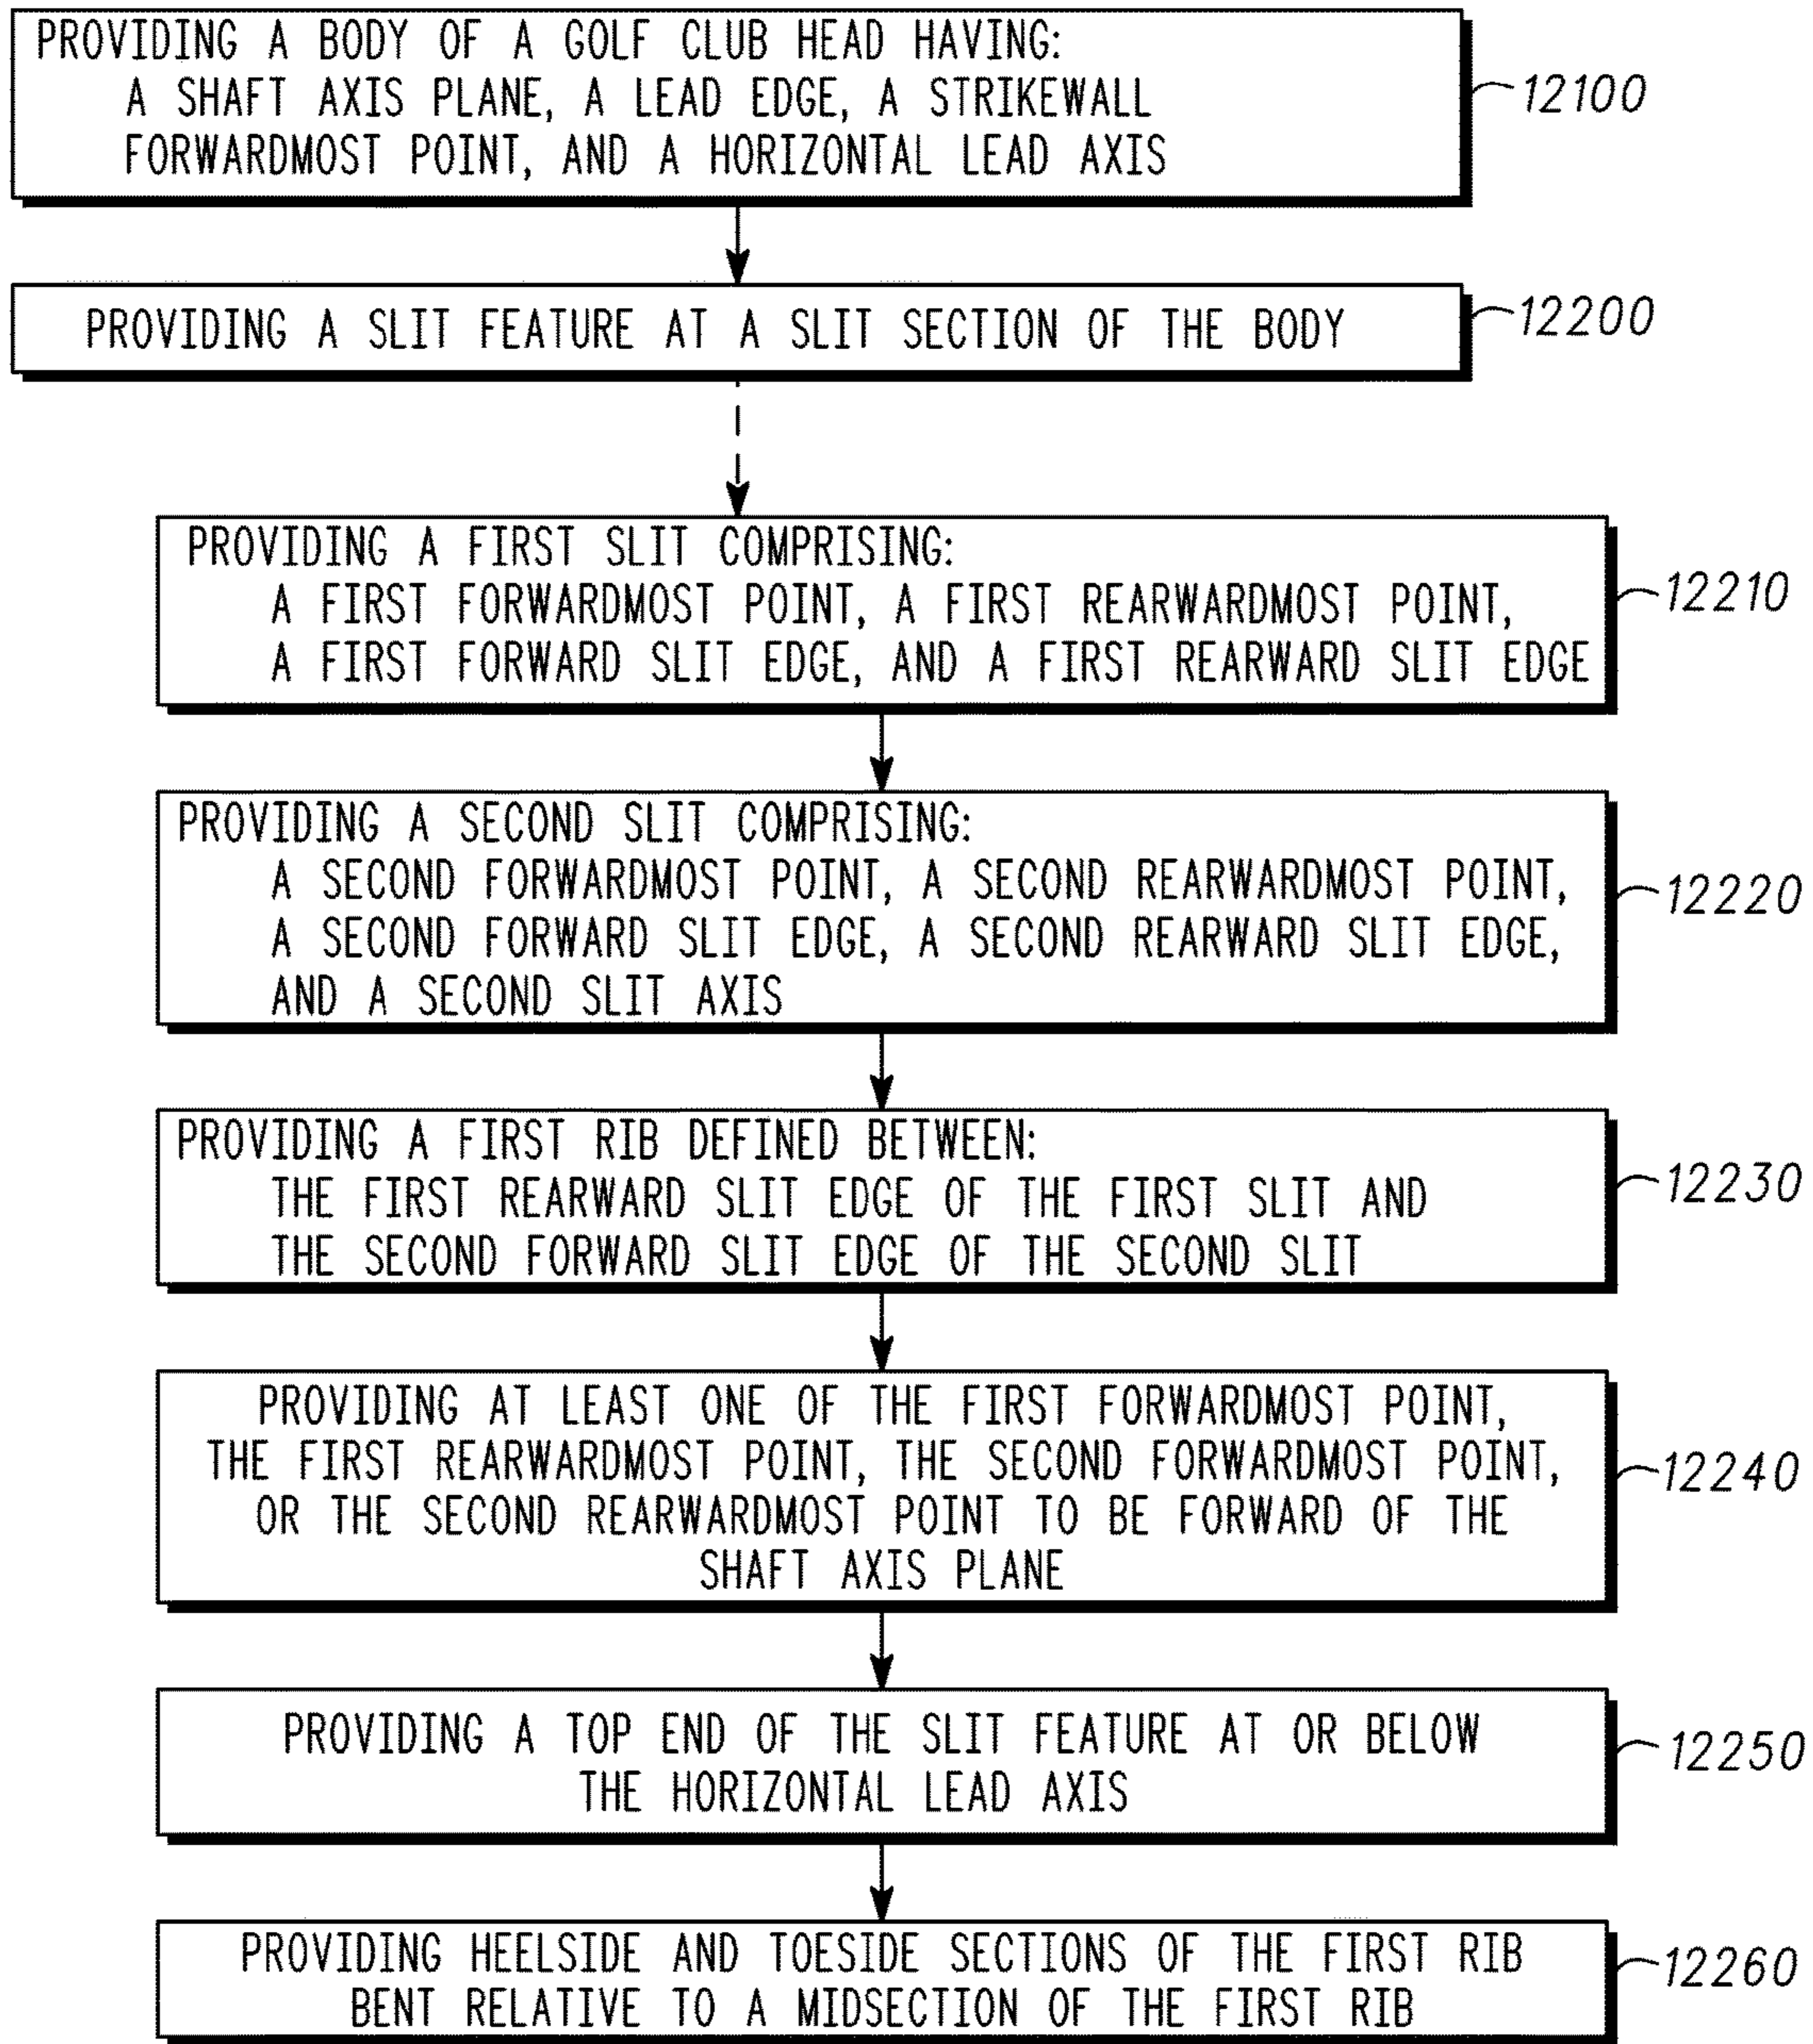 PROVIDING A BODY OF A GOLF CLUB HEAD HAVING:
A SHAFT AXIS PLANE, A LEAD EDGE, A STRIKEWALL
FORWARDMOST POINT, AND A HORIZONTAL LEAD AXIS
12100
PROVIDING A SLIT FEATURE AT A SLIT SECTION OF THE BODY
12200
PROVIDING A FIRST SLIT COMPRISING:
A FIRST FORWARDMOST POINT, A FIRST REARWARDMOST POINT,
A FIRST FORWARD SLIT EDGE, AND A FIRST REARWARD SLIT EDGE
12210
PROVIDING A SECOND SLIT COMPRISING:
A SECOND FORWARDMOST POINT, A SECOND REARWARDMOST POINT,
A SECOND FORWARD SLIT EDGE, A SECOND REARWARD SLIT EDGE,
AND A SECOND SLIT AXIS
12220
PROVIDING A FIRST RIB DEFINED BETWEEN:
THE FIRST REARWARD SLIT EDGE OF THE FIRST SLIT AND
THE SECOND FORWARD SLIT EDGE OF THE SECOND SLIT
12230
PROVIDING AT LEAST ONE OF THE FIRST FORWARDMOST POINT,
THE FIRST REARWARDMOST POINT, THE SECOND FORWARDMOST POINT,
OR THE SECOND REARWARDMOST POINT TO BE FORWARD OF THE
SHAFT AXIS PLANE
12240
PROVIDING A TOP END OF THE SLIT FEATURE AT OR BELOW
THE HORIZONTAL LEAD AXIS
12250
PROVIDING HEELSIDE AND TOESIDE SECTIONS OF THE FIRST RIB
BENT RELATIVE TO A MIDSECTION OF THE FIRST RIB
12260